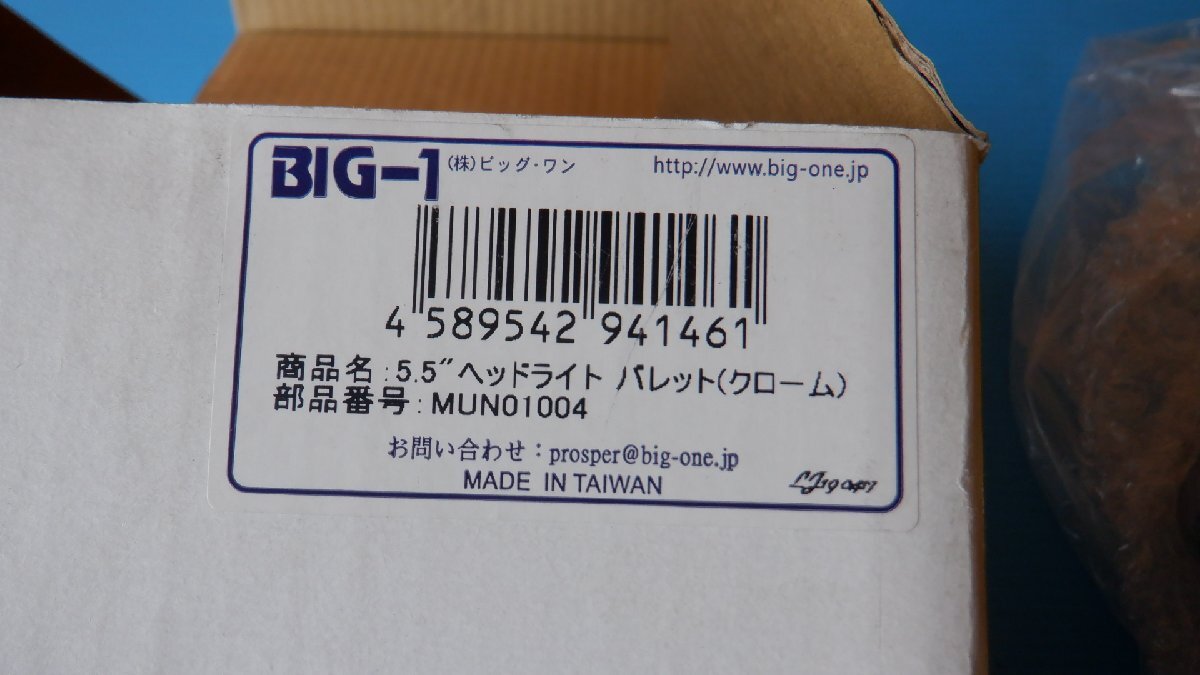 BIG-1 (株)ビッグ・ワン http://www.big-one.jp
4 589542 941461
商品名:5.5"ヘッドライト バレット(クローム)
部品番号:MUN01004
お問い合わせ:prosper@big-one.jp
MADE IN TAIWAN